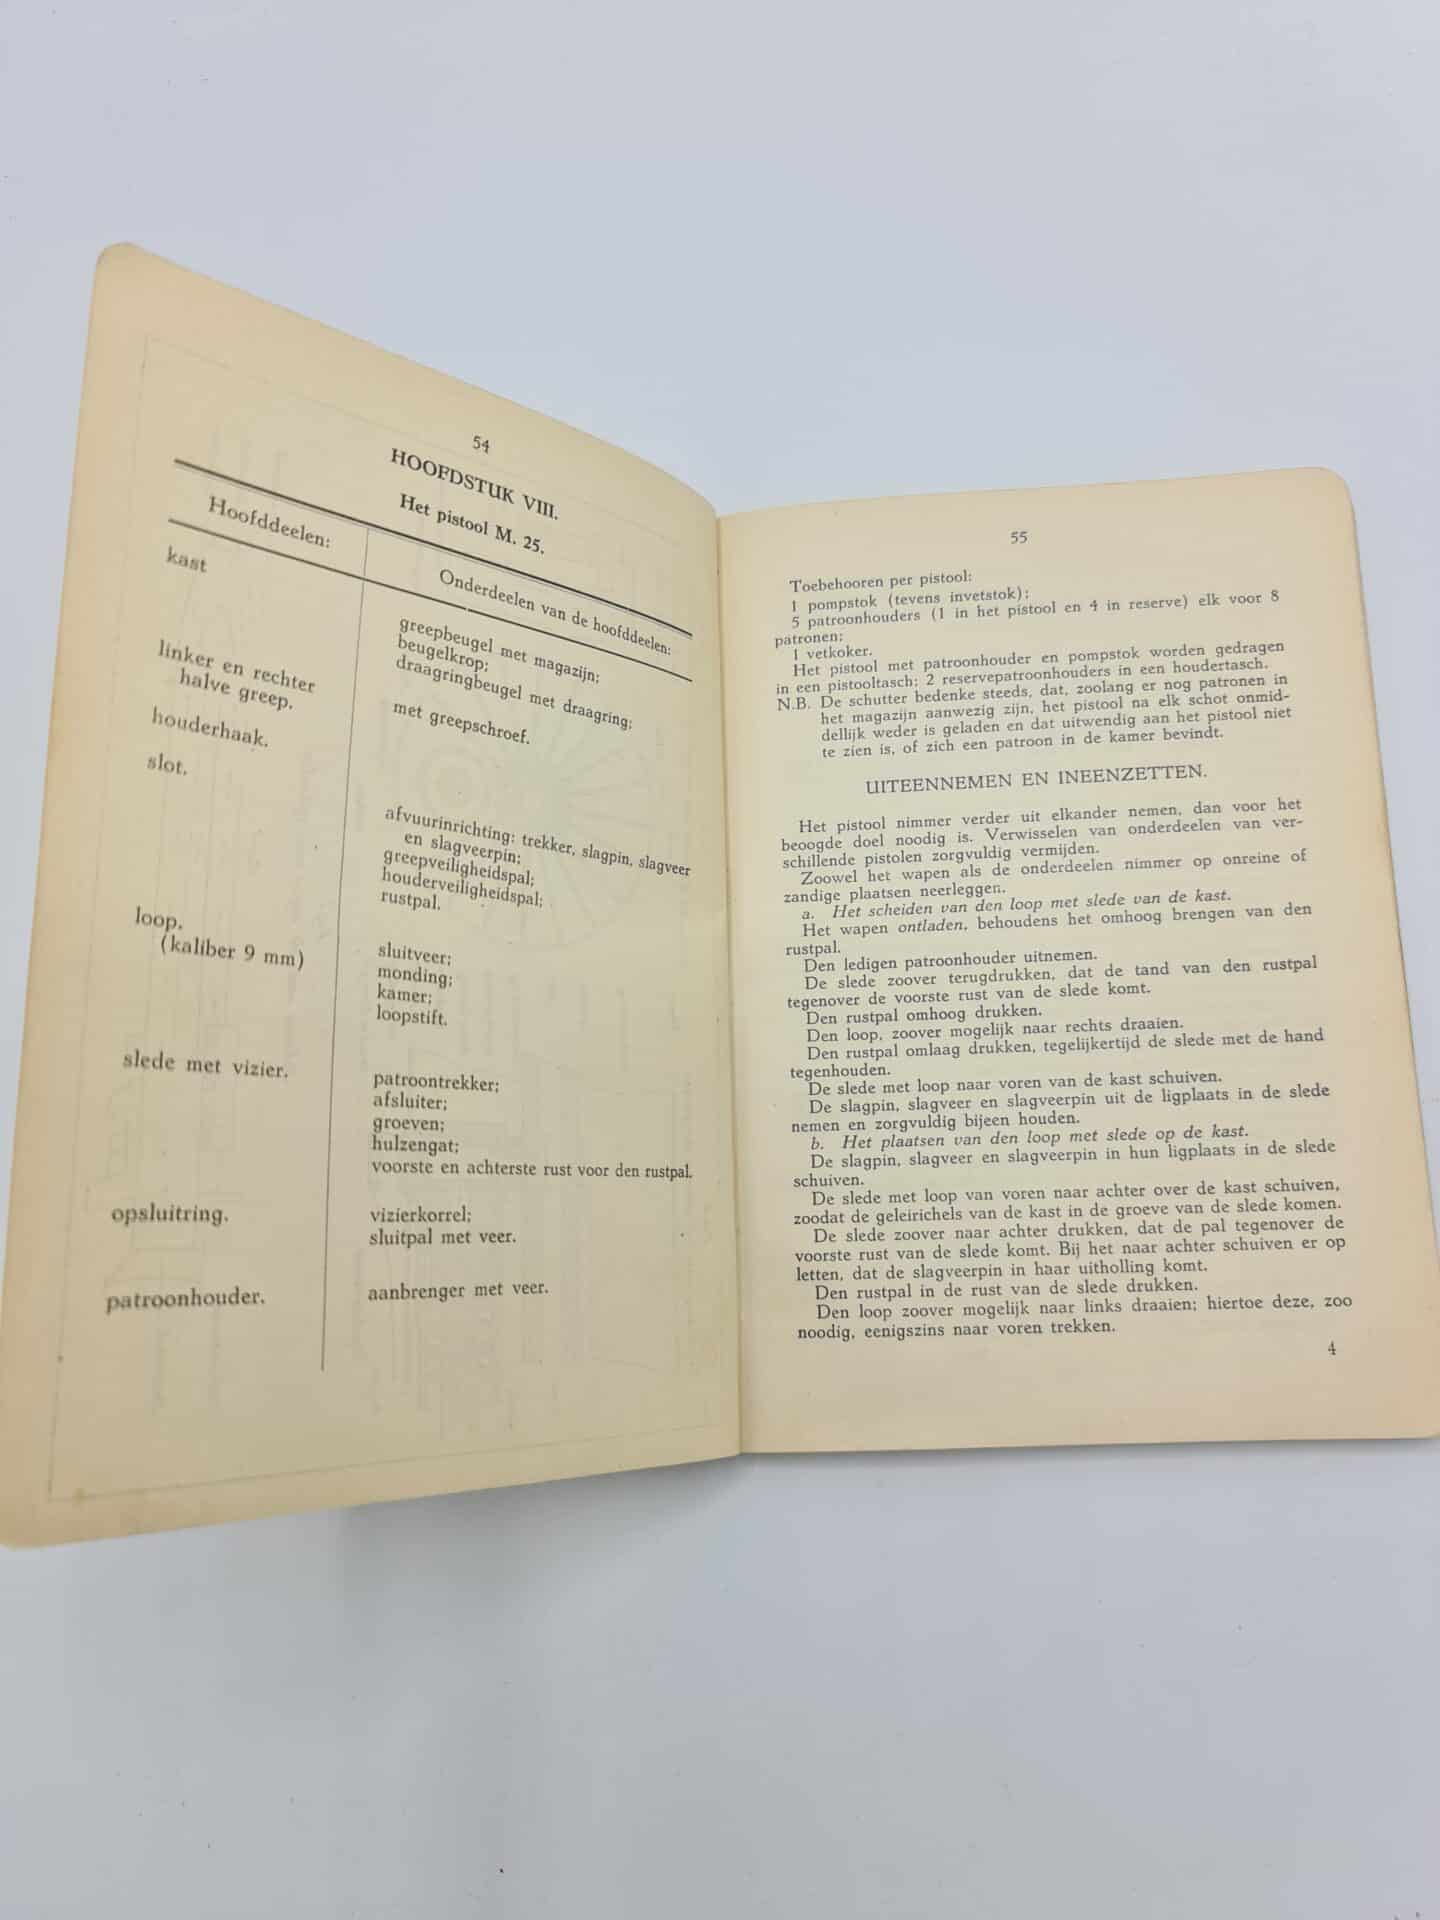 54
HOOFDSTUK VIII.
Het pistool M. 25.
Hoofddeelen:
Onderdeelen van de hoofddeelen:
kast
greepbeugel met magazijn;
beugelkrop;
draagringbeugel met draagring;
linker en rechter
halve greep.
met greepschroef.
houderhaak.
slot.
afvuurinrichting: trekker, slagpin, slagveer
en slagveerpin;
greepveiligheidspal;
houderveiligheidspal;
rustpal.
loop.
(kaliber 9 mm)
sluitveer;
monding;
kamer;
loopstift.
slede met vizier.
patroontrekker;
afsluiter;
groeven;
hulzengat;
voorste en achterste rust voor den rustpal.
opsluitring.
vizierkorrel;
sluitpal met veer.
patroonhouder.
aanbrenger met veer.
55
Toebehooren per pistool:
1 pompstok (tevens invetstok);
5 patroonhouders (1 in het pistool en 4 in reserve) elk voor 8
patronen;
1 vetkoker.
Het pistool met patroonhouder en pompstok worden gedragen
in een pistooltasch; 2 reservepatroonhouders in een houdertasch.
N.B. De schutter bedenke steeds, dat, zoolang er nog patronen in
het magazijn aanwezig zijn, het pistool na elk schot onmid-
dellijk weder is geladen en dat uitwendig aan het pistool niet
te zien is, of zich een patroon in de kamer bevindt.
UITEENNEMEN EN INEENZETTEN.
Het pistool nimmer verder uit elkander nemen, dan voor het
beoogde doel noodig is. Verwisselen van onderdeelen van ver-
schillende pistolen zorgvuldig vermijden.
Zoowel het wapen als de onderdeelen nimmer op onreine of
zandige plaatsen neerleggen.
a. Het scheiden van den loop met slede van de kast.
Het wapen ontladen, behoudens het omhoog brengen van den
rustpal.
Den ledigen patroonhouder uitnemen.
De slede zoover terugdrukken, dat de tand van den rustpal
tegenover de voorste rust van de slede komt.
Den rustpal omhoog drukken.
Den loop, zoover mogelijk naar rechts draaien.
Den rustpal omlaag drukken, tegelijkertijd de slede met de hand
tegenhouden.
De slede met loop naar voren van de kast schuiven.
De slagpin, slagveer en slagveerpin uit de ligplaats in de slede
nemen en zorgvuldig bijeen houden.
b. Het plaatsen van den loop met slede op de kast.
De slagpin, slagveer en slagveerpin in hun ligplaats in de slede
schuiven.
De slede met loop van voren naar achter over de kast schuiven,
zoodat de geleirichels van de kast in de groeve van de slede komen.
De slede zoover naar achter drukken, dat de pal tegenover de
voorste rust van de slede komt. Bij het naar achter schuiven er op
letten, dat de slagveerpin in haar uitholling komt.
Den rustpal in de rust van de slede drukken.
Den loop zoover mogelijk naar links draaien; hiertoe deze, zoo
noodig, eenigszins naar voren trekken.
4